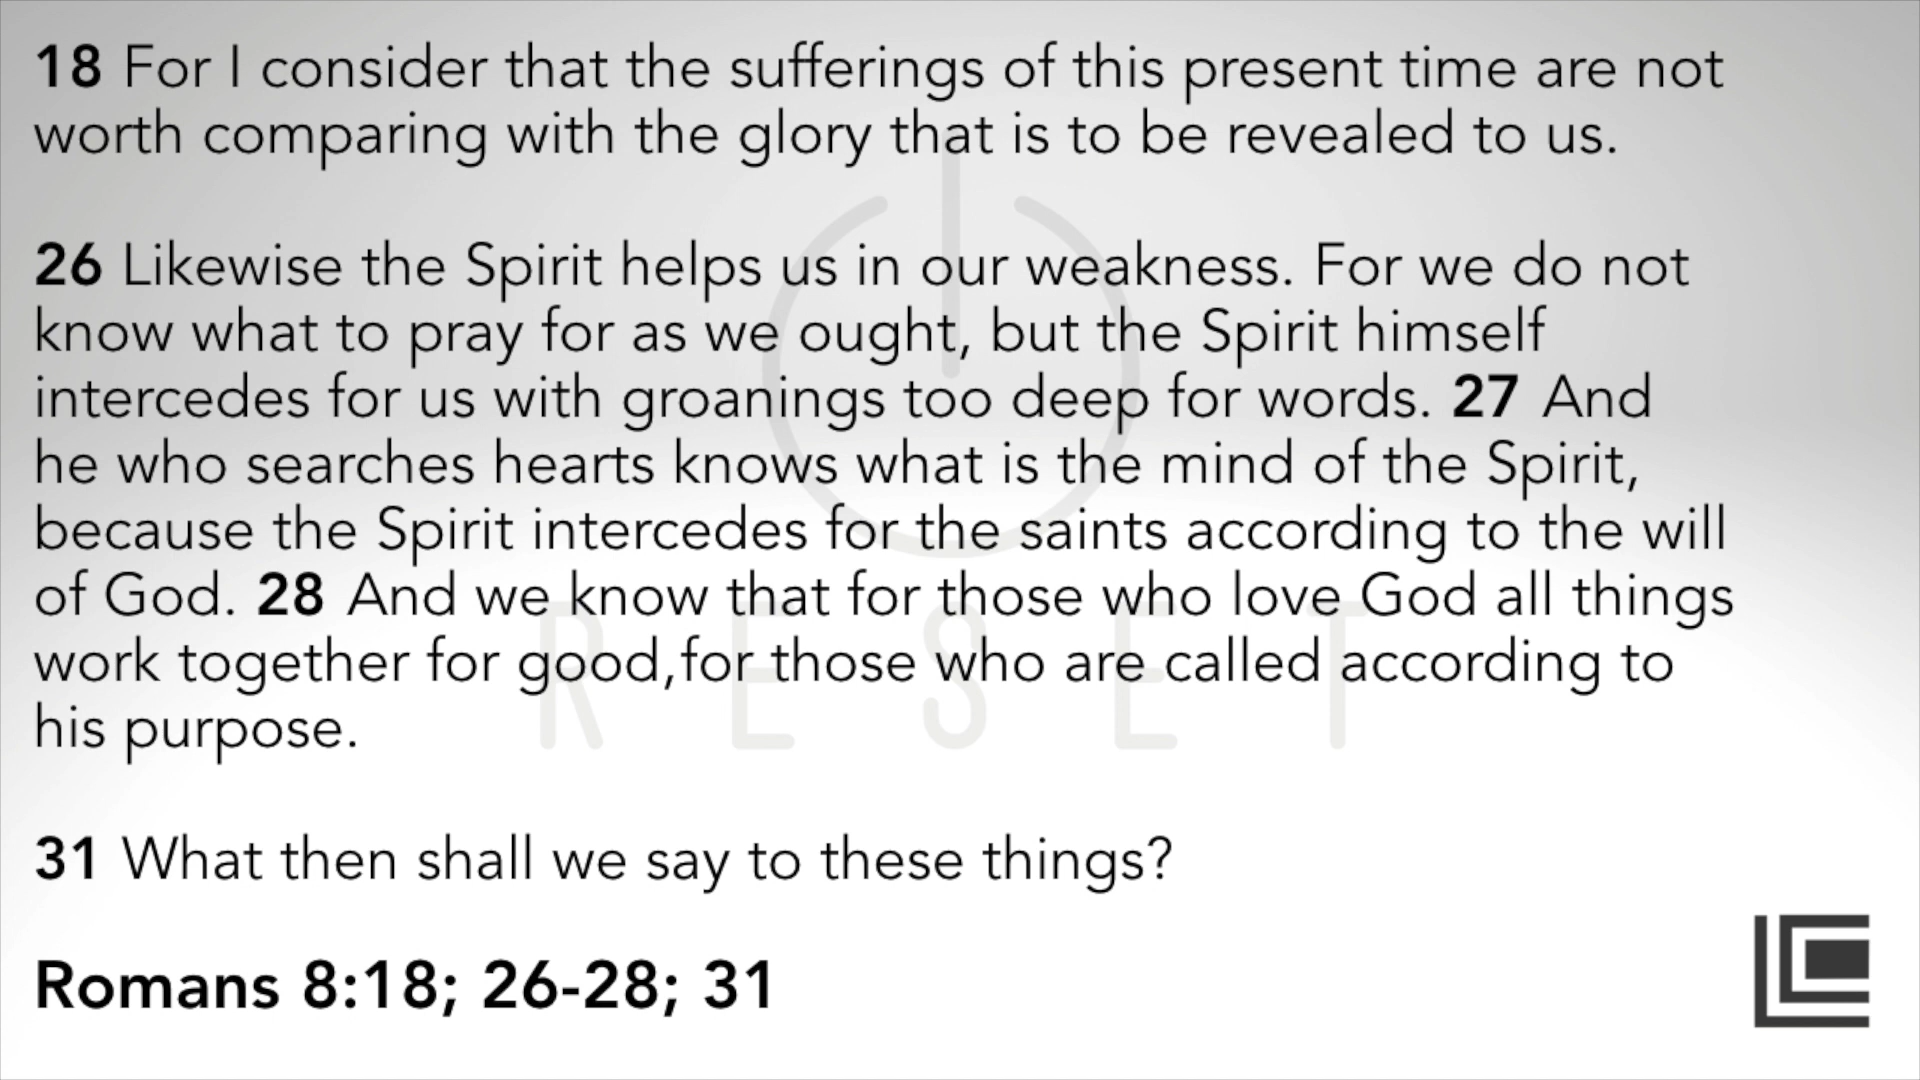 18 For I consider that the sufferings of this present time are not
worth comparing with the glory that is to be revealed to us.
26 Likewise the Spirit helps us in our weakness. For we do not
know what to pray for as we ought, but the Spirit himself
intercedes for us with groanings too deep for words. 27 And
he who searches hearts knows what is the mind of the Spirit,
because the Spirit intercedes for the saints according to the will
of God. 28 And we know that for those who love God all things
work together for good,for those who are called according to
his purpose.
RESET
31 What then shall we say to these things?
Romans 8:18; 26-28; 31